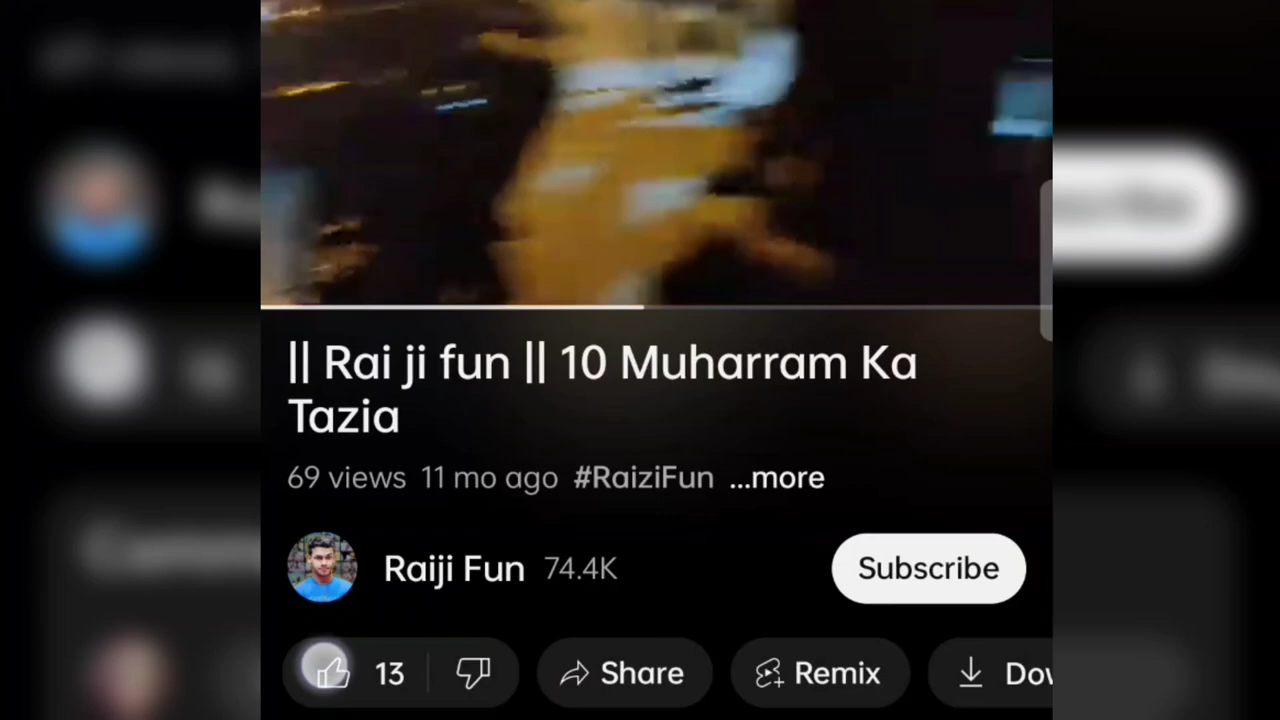 || Rai ji fun || 10 Muharram Ka
Tazia
69 views 11 mo ago #RaiziFun ...more
Raiji Fun 74.4K Subscribe
13 Share Remix Dov